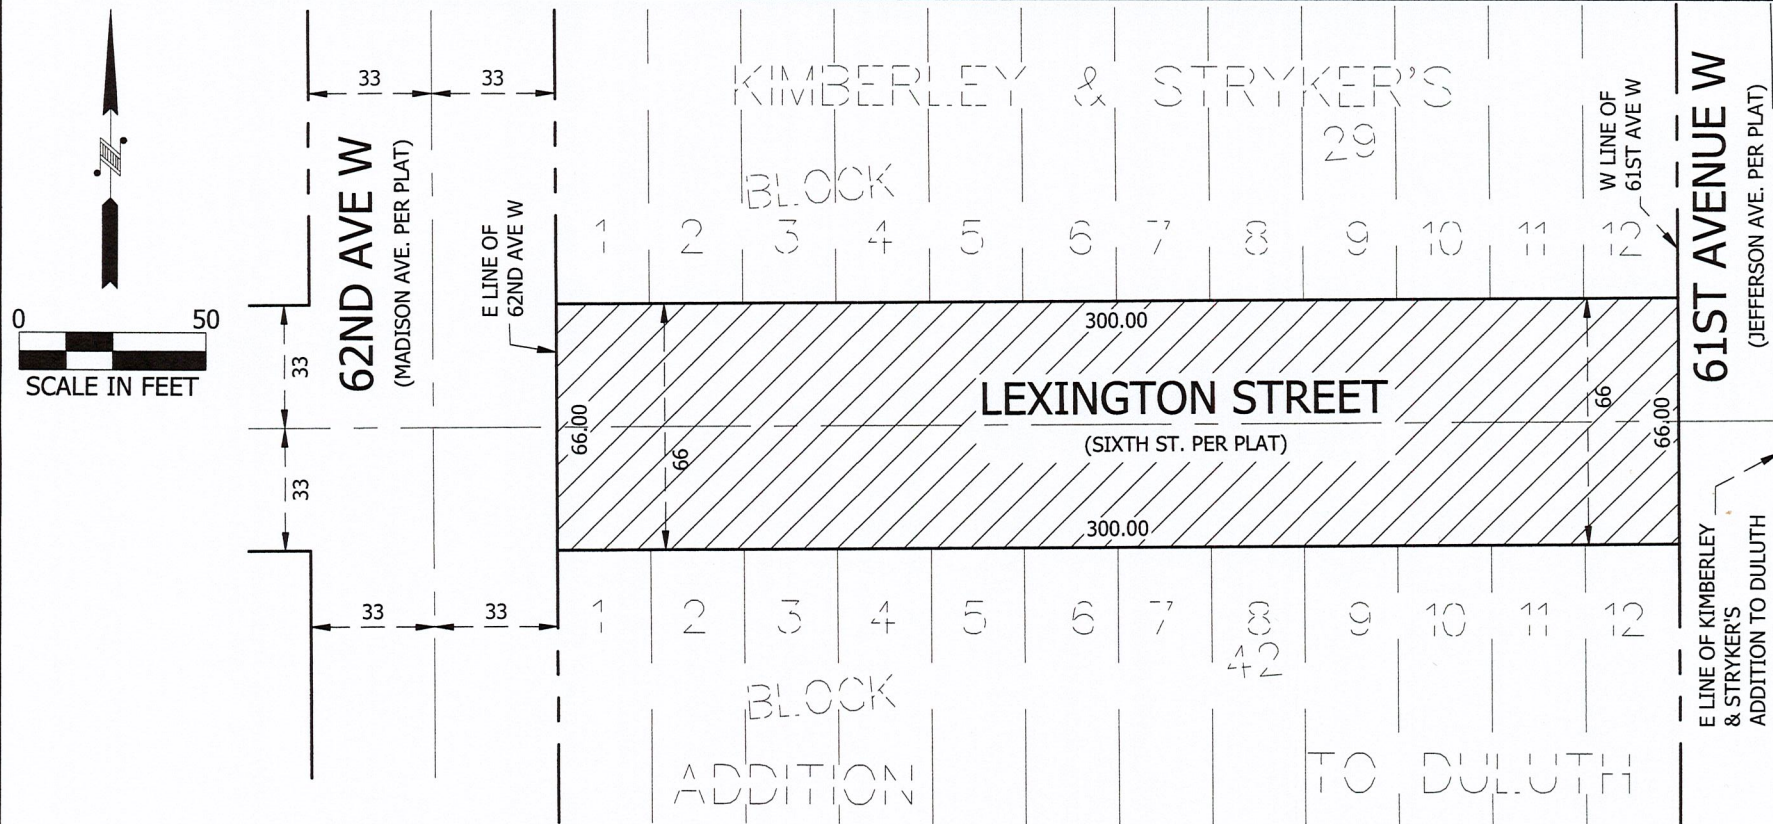 33 33
KIMBERLEY & STRYKER'S
29
BLOCK
62ND AVE W
(MADISON AVE. PER PLAT)
E LINE OF
62ND AVE W
W LINE OF
61ST AVE W
61ST AVENUE W
(JEFFERSON AVE. PER PLAT)
1 2 3 4 5 6 7 8 9 10 11 12
0 50
SCALE IN FEET
33
33
300.00
LEXINGTON STREET
(SIXTH ST. PER PLAT)
66.00
66
66
66.00
300.00
33 33
1 2 3 4 5 6 7 8 9 10 11 12
42
BLOCK
ADDITION TO DULUTH
E LINE OF KIMBERLEY
& STRYKER'S
ADDITION TO DULUTH
N